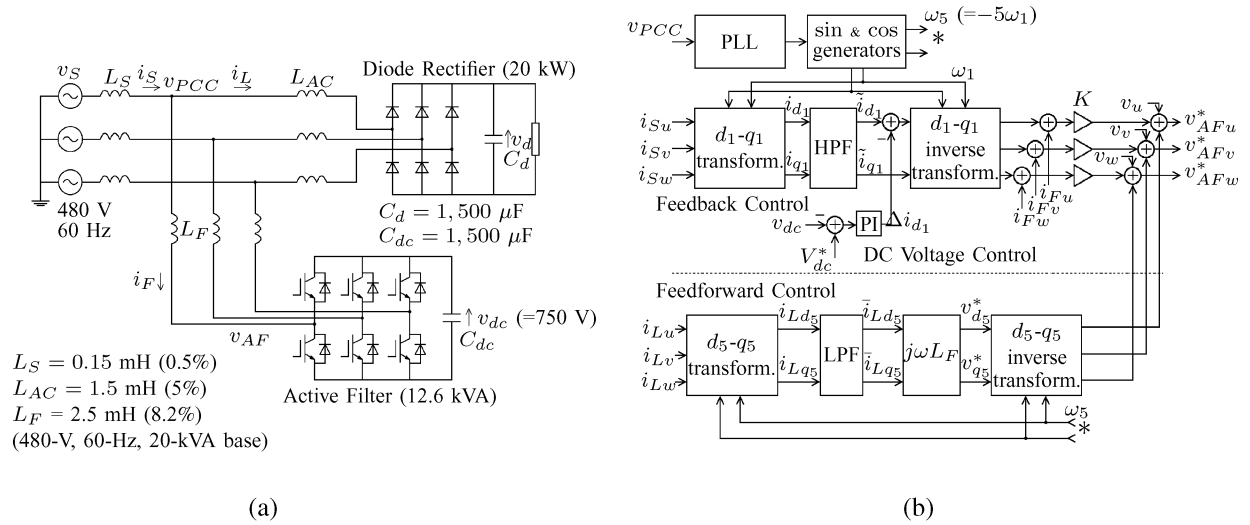 v_S
L_S
i_S
v_PCC
i_L
L_AC
Diode Rectifier (20 kW)
v_d
C_d
480 V
60 Hz
C_d = 1, 500 μF
C_dc = 1, 500 μF
L_F
i_F
v_AF
v_dc (=750 V)
C_dc
Active Filter (12.6 kVA)
L_S = 0.15 mH (0.5%)
L_AC = 1.5 mH (5%)
L_F = 2.5 mH (8.2%)
(480-V, 60-Hz, 20-kVA base)
(a)
v_PCC
PLL
sin & cos
generators
ω_5 (=−5ω_1)
*
ω_1
i_Su
i_Sv
i_Sw
d_1-q_1
transform.
i_d1
i_q1
HPF
ĩ_d1
ĩ_q1
−
d_1-q_1
inverse
transform.
K
v_u
v_v
v_w
v*_AFu
v*_AFv
v*_AFw
i_Fu
i_Fv
i_Fw
Feedback Control
v_dc
−
PI
Δi_d1
V*_dc
DC Voltage Control
Feedforward Control
i_Lu
i_Lv
i_Lw
d_5-q_5
transform.
i_Ld5
i_Lq5
LPF
ī_Ld5
ī_Lq5
jωL_F
v*_d5
v*_q5
d_5-q_5
inverse
transform.
ω_5
*
(b)